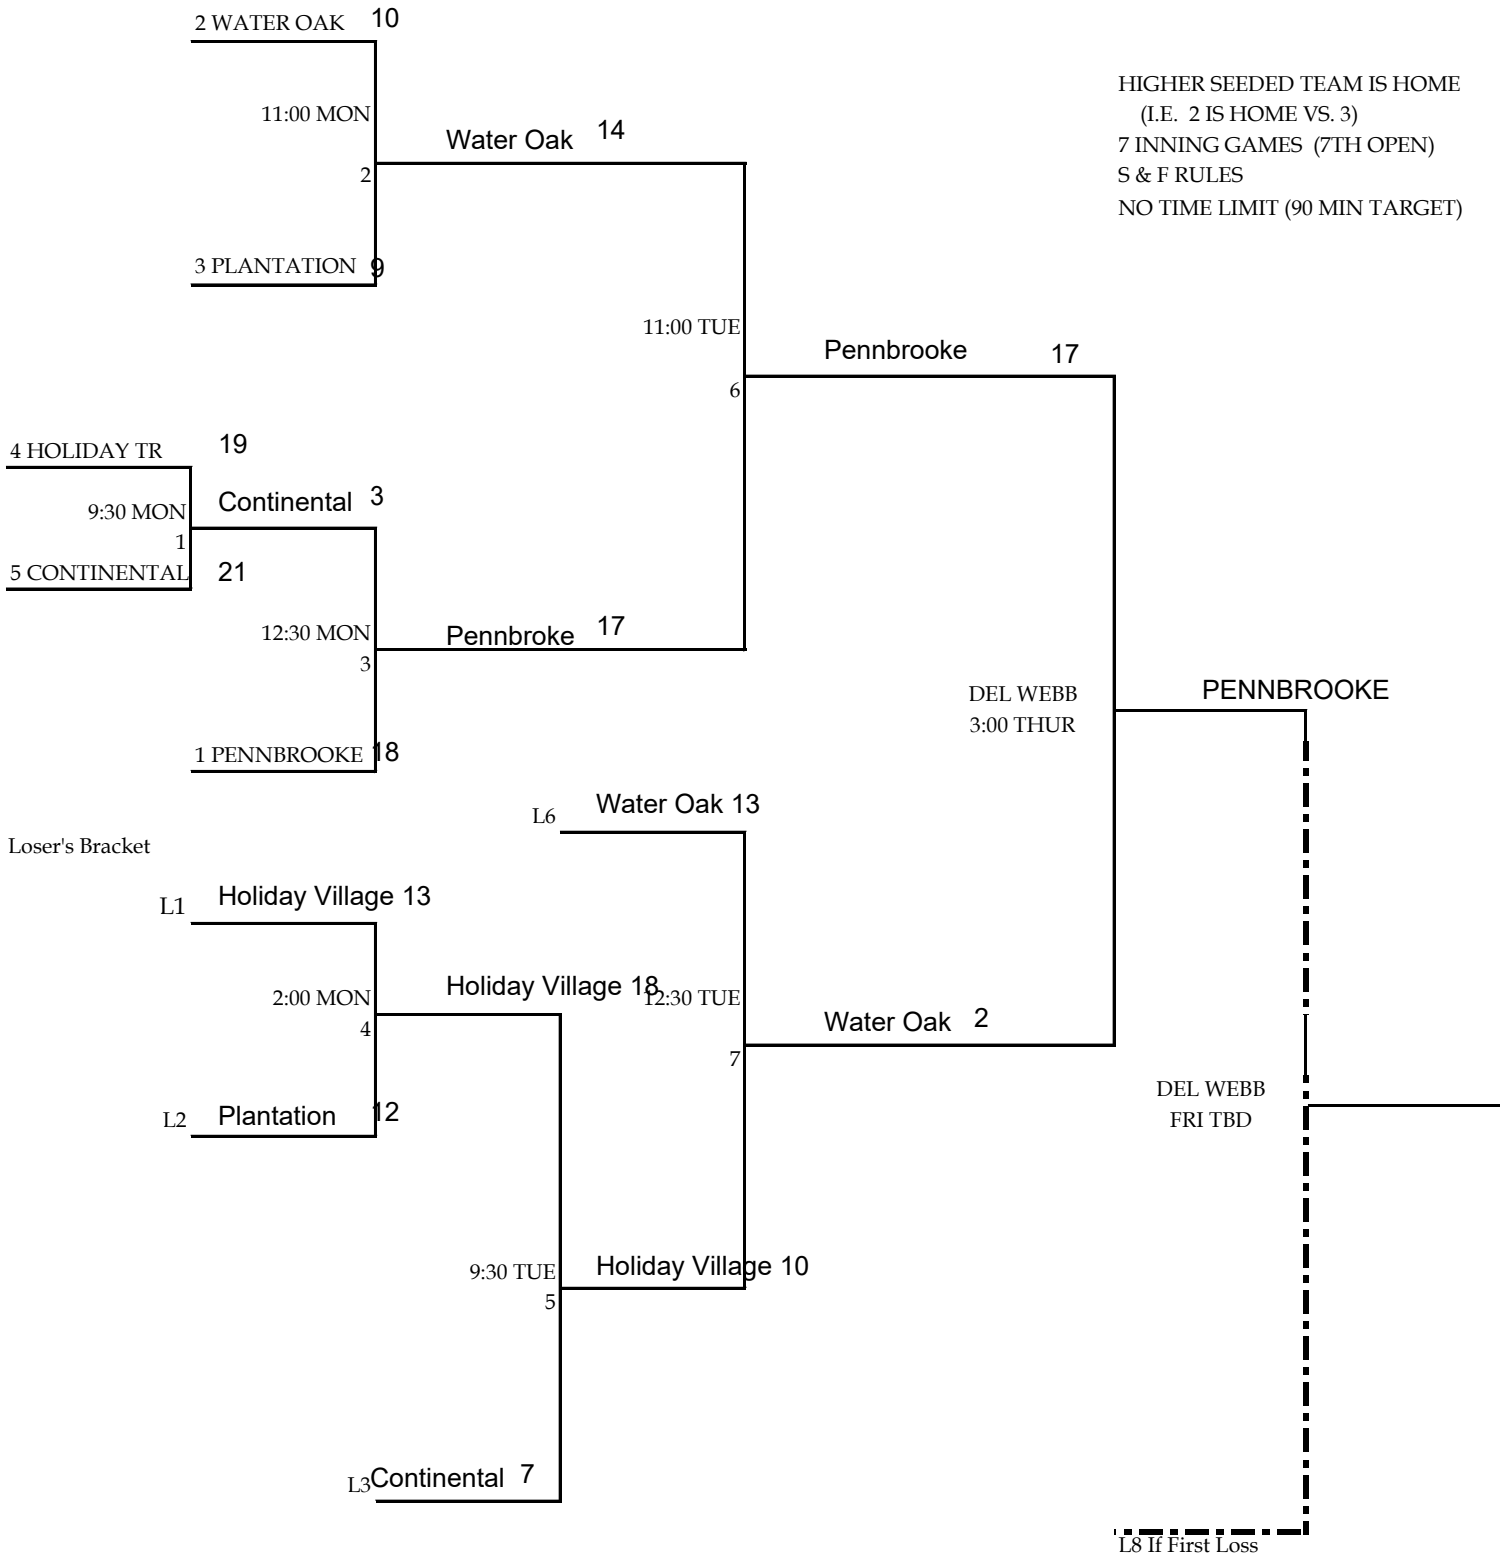 2 WATER OAK 10
HIGHER SEEDED TEAM IS HOME
(I.E. 2 IS HOME VS. 3)
7 INNING GAMES (7TH OPEN)
S & F RULES
NO TIME LIMIT (90 MIN TARGET)
11:00 MON
Water Oak 14
2
3 PLANTATION 9
11:00 TUE
Pennbrooke 17
6
4 HOLIDAY TR 19
Continental 3
9:30 MON
1
5 CONTINENTAL 21
12:30 MON
Pennbroke 17
3
DEL WEBB
3:00 THUR
PENNBROOKE
1 PENNBROOKE 18
L6 Water Oak 13
Loser's Bracket
L1 Holiday Village 13
2:00 MON
Holiday Village 18
12:30 TUE
4
Water Oak 2
7
L2 Plantation 12
DEL WEBB
FRI TBD
9:30 TUE
Holiday Village 10
5
L3 Continental 7
L8 If First Loss